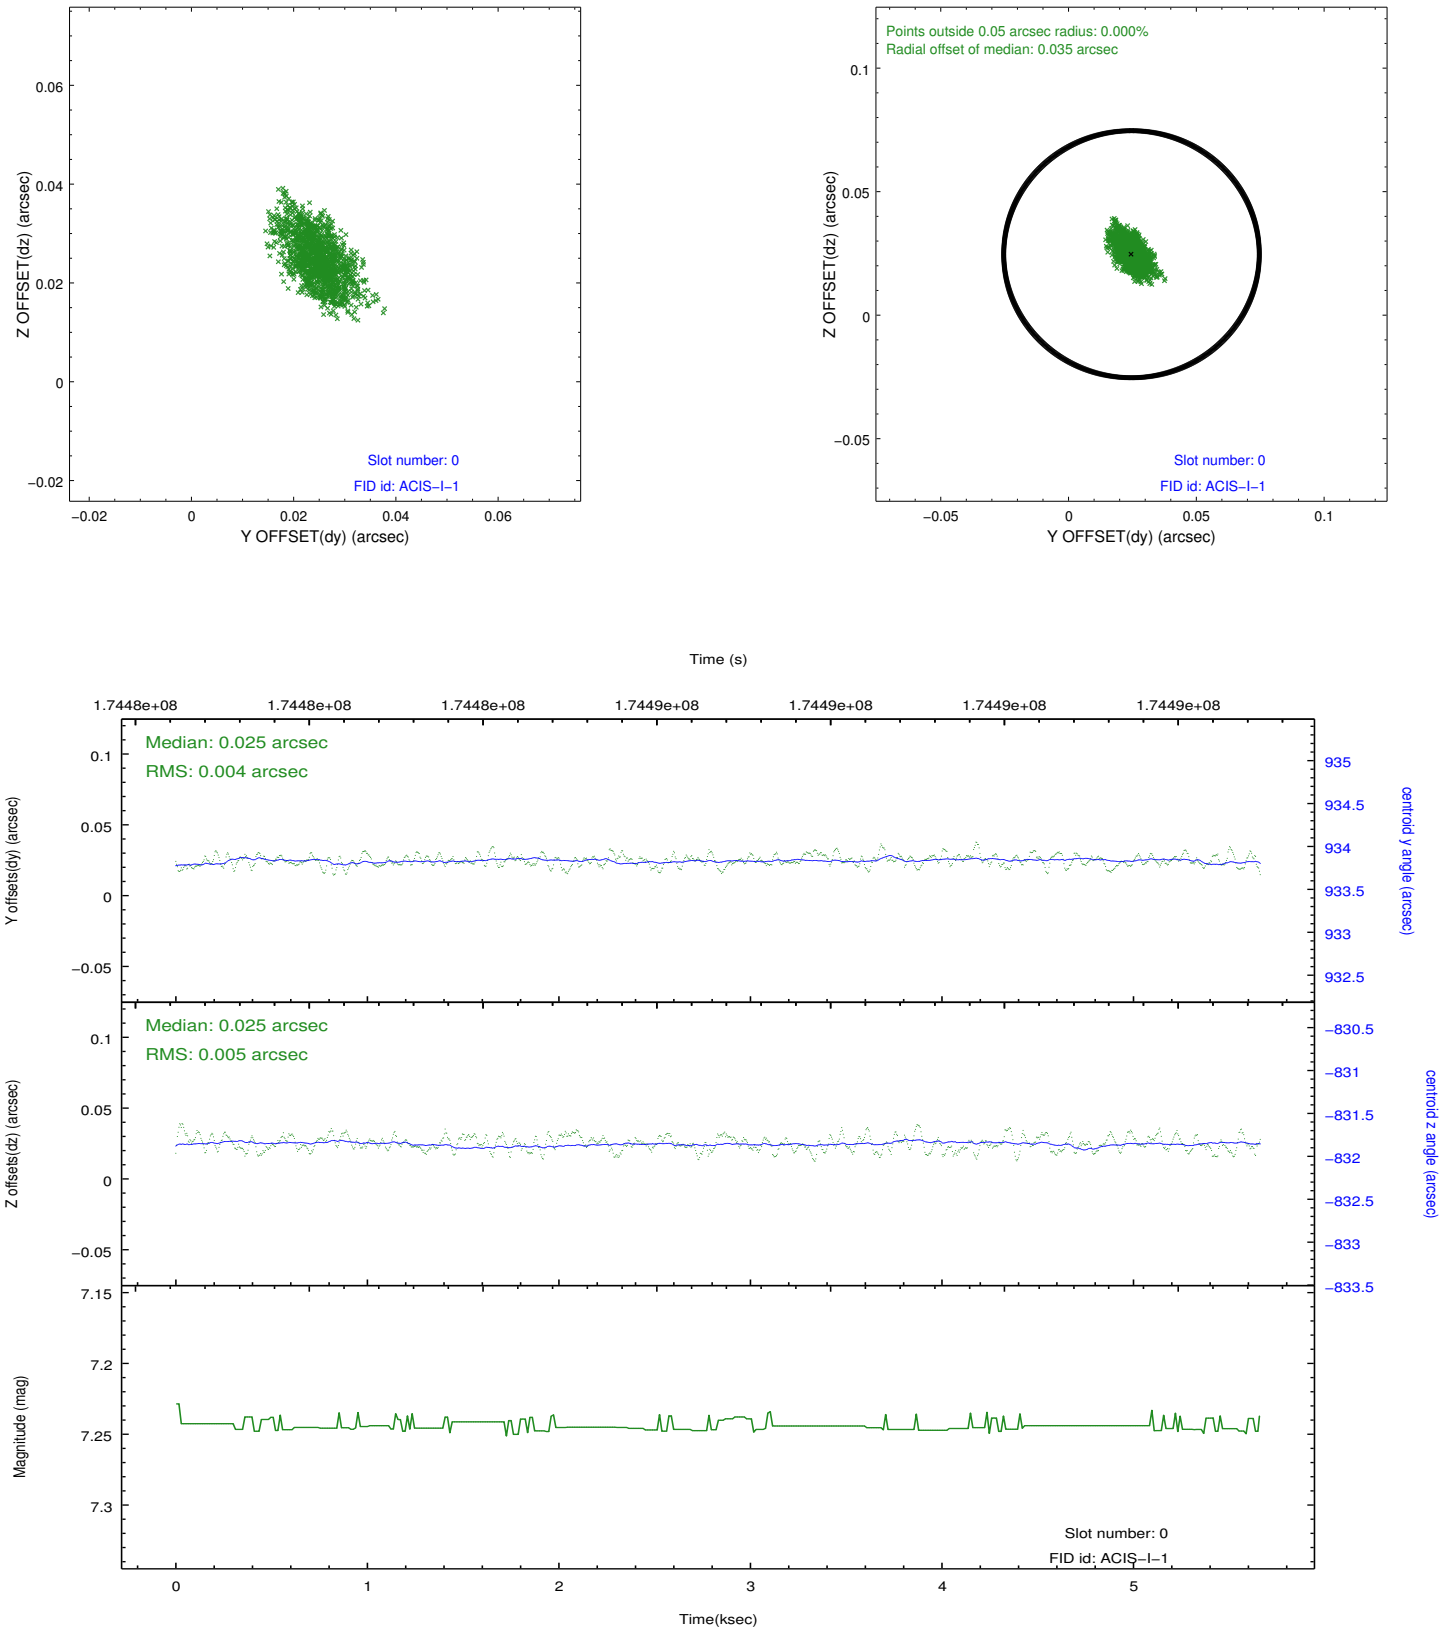 0.06
0.04
0.02
0
−0.02
−0.02
0
0.02
0.04
0.06
Z OFFSET(dz) (arcsec)
Y OFFSET(dy) (arcsec)
Slot number: 0
FID id: ACIS−I−1
Points outside 0.05 arcsec radius: 0.000%
Radial offset of median: 0.035 arcsec
0.1
0.05
0
−0.05
−0.05
0
0.05
0.1
Z OFFSET(dz) (arcsec)
Y OFFSET(dy) (arcsec)
Slot number: 0
FID id: ACIS−I−1
Time (s)
1.7448e+08
1.7448e+08
1.7448e+08
1.7449e+08
1.7449e+08
1.7449e+08
1.7449e+08
Median: 0.025 arcsec
RMS: 0.004 arcsec
0.1
0.05
0
−0.05
Y offsets(dy) (arcsec)
935
934.5
934
933.5
933
932.5
centroid y angle (arcsec)
Median: 0.025 arcsec
RMS: 0.005 arcsec
0.1
0.05
0
−0.05
Z offsets(dz) (arcsec)
−830.5
−831
−831.5
−832
−832.5
−833
−833.5
centroid z angle (arcsec)
7.15
7.2
7.25
7.3
Magnitude (mag)
Slot number: 0
FID id: ACIS−I−1
0
1
2
3
4
5
Time(ksec)